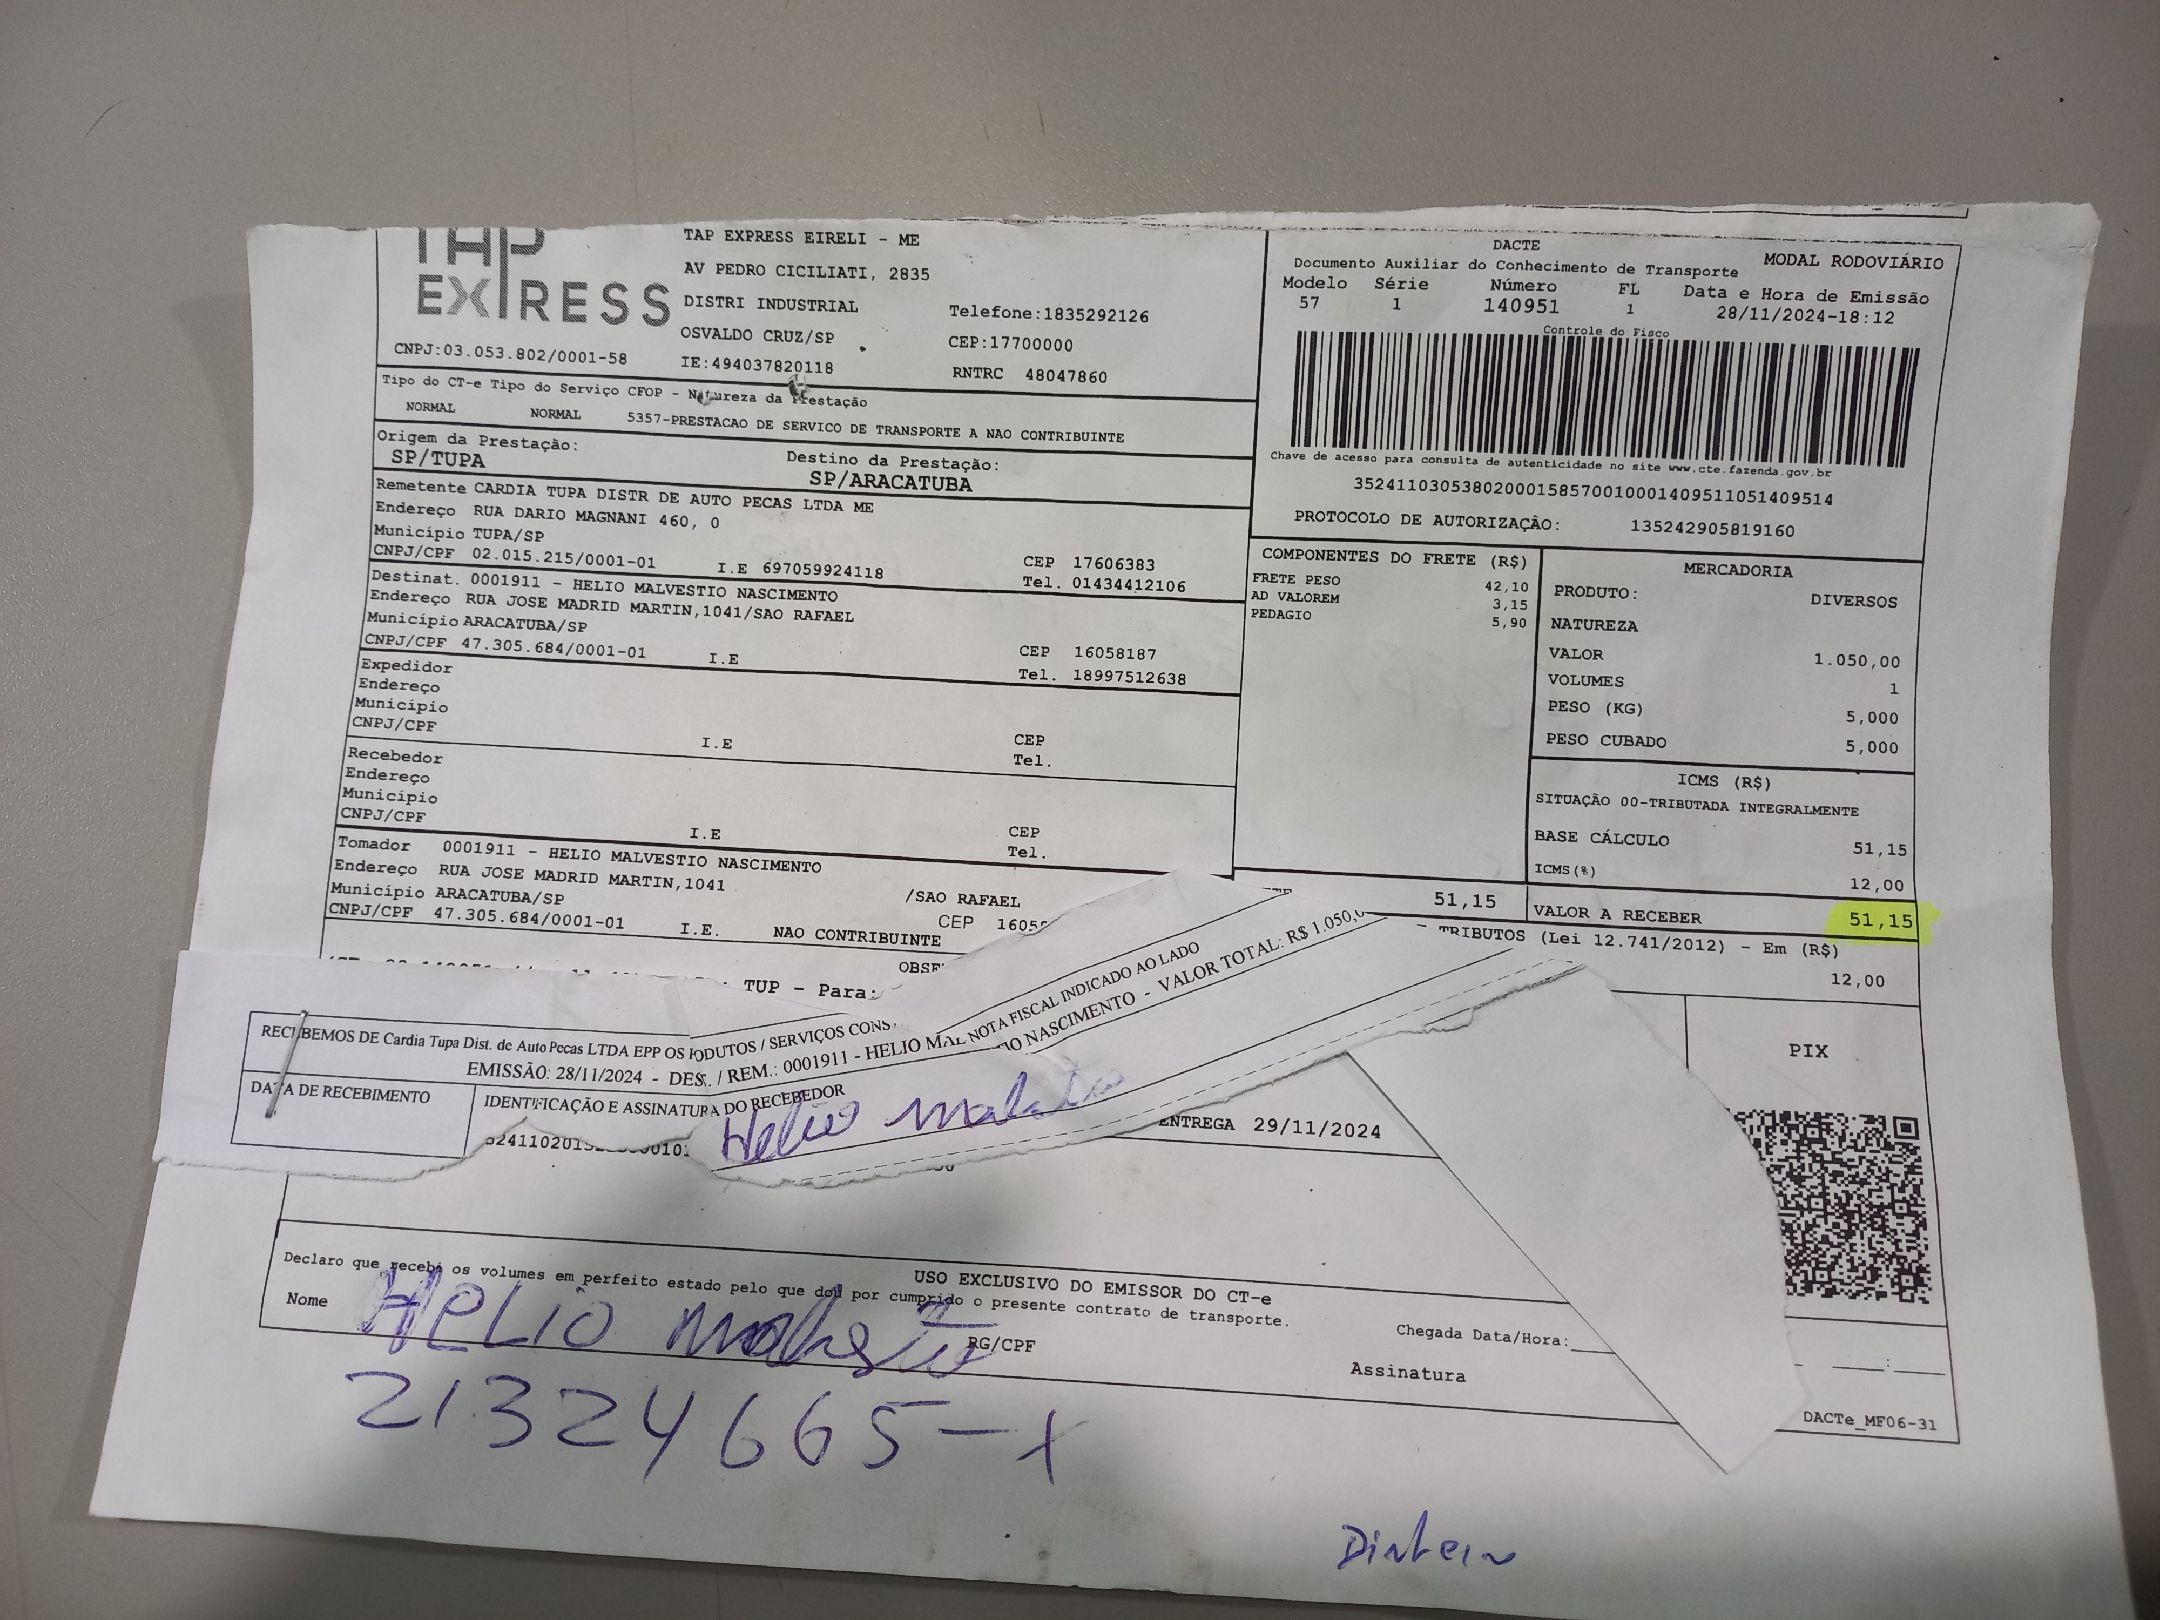 TAP
EXPRESS
CNPJ:03.053.802/0001-58
TAP EXPRESS EIRELI - ME
AV PEDRO CICILIATI, 2835
DISTRI INDUSTRIAL
Telefone:1835292126
OSVALDO CRUZ/SP
CEP:17700000
IE:494037820118
RNTRC 48047860
DACTE
MODAL RODOVIÁRIO
Documento Auxiliar do Conhecimento de Transporte
Modelo Série Número FL Data e Hora de Emissão
57 1 140951 1 28/11/2024-18:12
Controle do Fisco
Chave de acesso para consulta de autenticidade no site www.cte.fazenda.gov.br
35241103053802000158570010001409511051409514
PROTOCOLO DE AUTORIZAÇÃO: 135242905819160
Tipo do CT-e Tipo do Serviço CFOP - Natureza da Prestação
NORMAL NORMAL 5357-PRESTACAO DE SERVICO DE TRANSPORTE A NAO CONTRIBUINTE
Origem da Prestação: Destino da Prestação:
SP/TUPA SP/ARACATUBA
Remetente CARDIA TUPA DISTR DE AUTO PECAS LTDA ME
Endereço RUA DARIO MAGNANI 460, 0
Município TUPA/SP CEP 17606383
CNPJ/CPF 02.015.215/0001-01 I.E 697059924118 Tel. 01434412106
Destinat. 0001911 - HELIO MALVESTIO NASCIMENTO
Endereço RUA JOSE MADRID MARTIN,1041/SAO RAFAEL
Município ARACATUBA/SP CEP 16058187
CNPJ/CPF 47.305.684/0001-01 I.E Tel. 18997512638
Expedidor
Endereço
Município CEP
CNPJ/CPF I.E Tel.
Recebedor
Endereço
Município CEP
CNPJ/CPF I.E Tel.
Tomador 0001911 - HELIO MALVESTIO NASCIMENTO
Endereço RUA JOSE MADRID MARTIN,1041 /SAO RAFAEL
Município ARACATUBA/SP CEP 1605
CNPJ/CPF 47.305.684/0001-01 I.E. NAO CONTRIBUINTE
COMPONENTES DO FRETE (R$)
FRETE PESO 42,10
AD VALOREM 3,15
PEDAGIO 5,90
MERCADORIA
PRODUTO: DIVERSOS
NATUREZA
VALOR 1.050,00
VOLUMES 1
PESO (KG) 5,000
PESO CUBADO 5,000
ICMS (R$)
SITUAÇÃO 00-TRIBUTADA INTEGRALMENTE
BASE CÁLCULO 51,15
ICMS(%) 12,00
51,15 VALOR A RECEBER 51,15
TRIBUTOS (Lei 12.741/2012) - Em (R$)
12,00
OBSE
TUP - Para:
PIX
RECEBEMOS DE Cardia Tupa Dist. de Auto Pecas LTDA EPP OS PRODUTOS / SERVIÇOS CONS
NOTA FISCAL INDICADO AO LADO
EMISSÃO: 28/11/2024 - DES. / REM.: 0001911 - HELIO MAL
IO NASCIMENTO - VALOR TOTAL: R$ 1.050,0
DATA DE RECEBIMENTO
IDENTIFICAÇÃO E ASSINATURA DO RECEBEDOR
Helio
ENTREGA 29/11/2024
USO EXCLUSIVO DO EMISSOR DO CT-e
Declaro que recebi os volumes em perfeito estado pelo que dou por cumprido o presente contrato de transporte.
Nome HELIO RG/CPF Assinatura Chegada Data/Hora:
21324665-X
DACTe_MF06-31